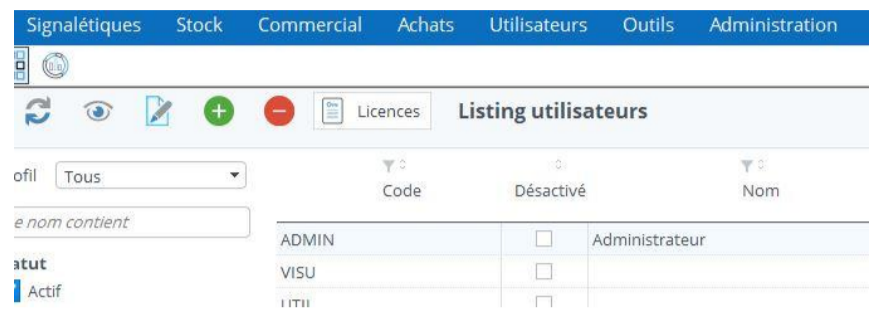 Signalétiques Stock Commercial Achats Utilisateurs Outils Administration
Licences Listing utilisateurs
ofil Tous
e nom contient
atut
Actif
Code Désactivé Nom
ADMIN Administrateur
VISU
UTIL